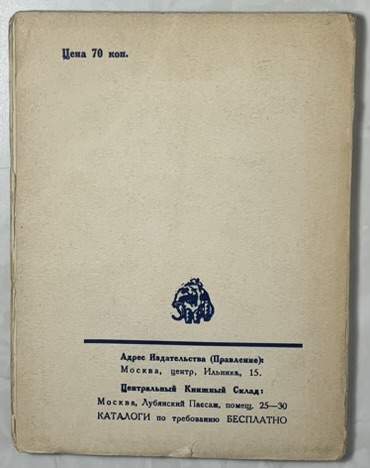 Цена 70 коп.
Адрес Издательства (Правление):
Москва, центр, Ильинка, 15.
Центральный Книжный Склад:
Москва, Лубянский Пассаж, помещ. 25—30
КАТАЛОГИ по требованию БЕСПЛАТНО